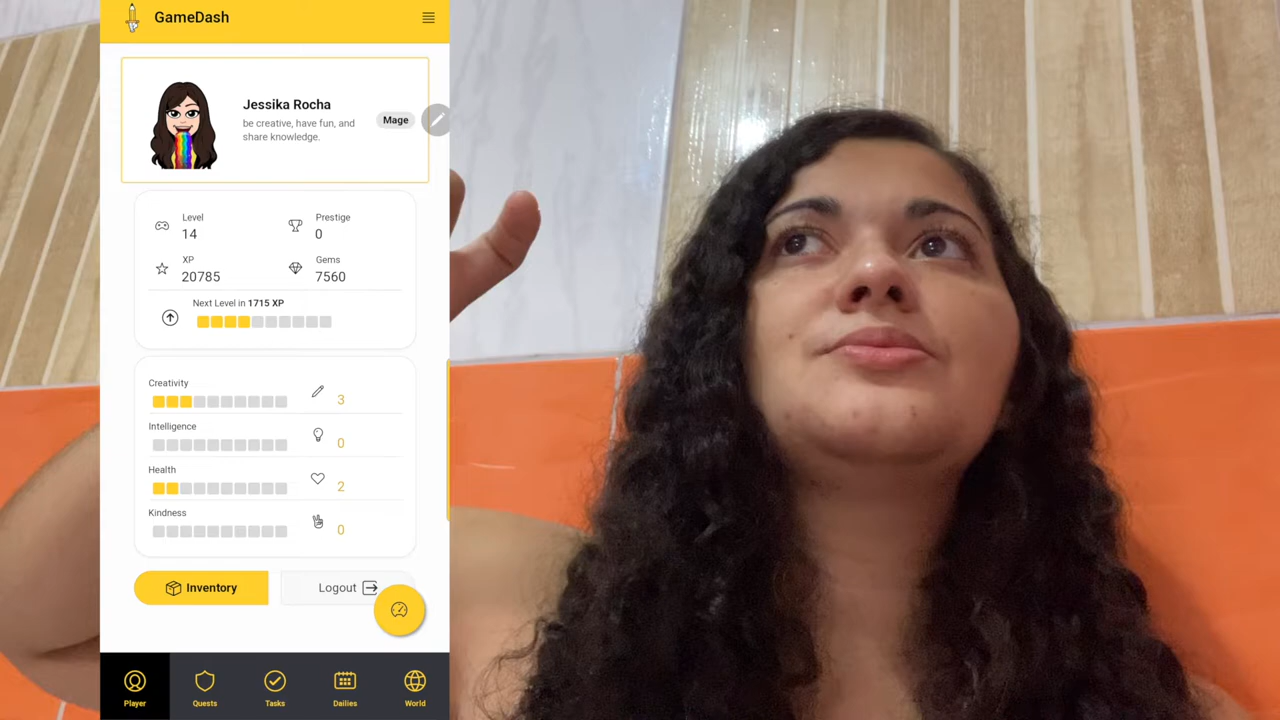 GameDash
Jessika Rocha
be creative, have fun, and
share knowledge.
Mage
Level
14
Prestige
0
XP
20785
Gems
7560
Next Level in 1715 XP
Creativity
3
Intelligence
0
Health
2
Kindness
0
Inventory
Logout
Player
Quests
Tasks
Dailies
World